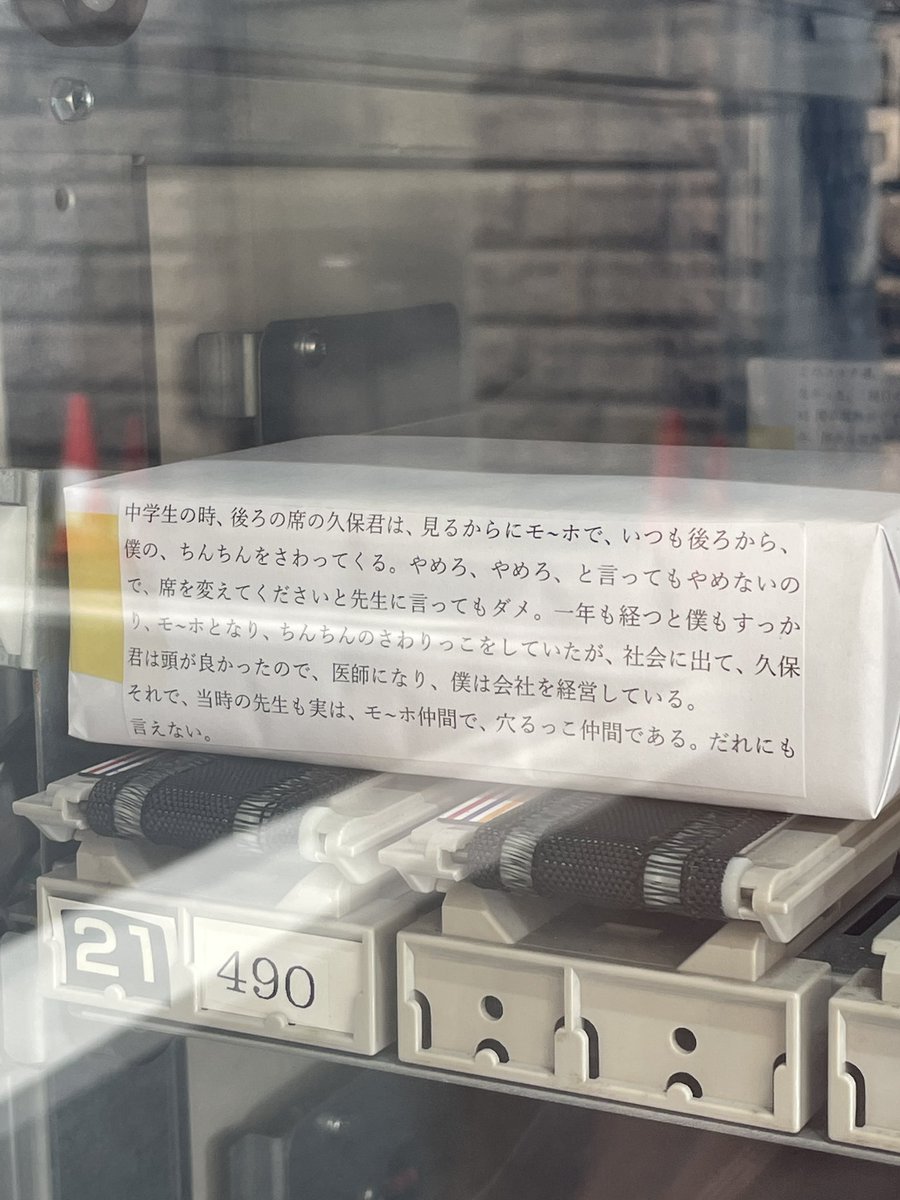 中学生の時、後ろの席の久保君は、見るからにモ~ホで、いつも後ろから、
僕の、ちんちんをさわってくる。やめろ、やめろ、と言ってもやめないの
で、席を変えてくださいと先生に言ってもダメ。一年も経つと僕もすっか
り、モ~ホとなり、ちんちんのさわりっこをしていたが、社会に出て、久保
君は頭が良かったので、医師になり、僕は会社を経営している。
それで、当時の先生も実は、モ~ホ仲間で、穴るっこ仲間である。だれにも
言えない。
21
490